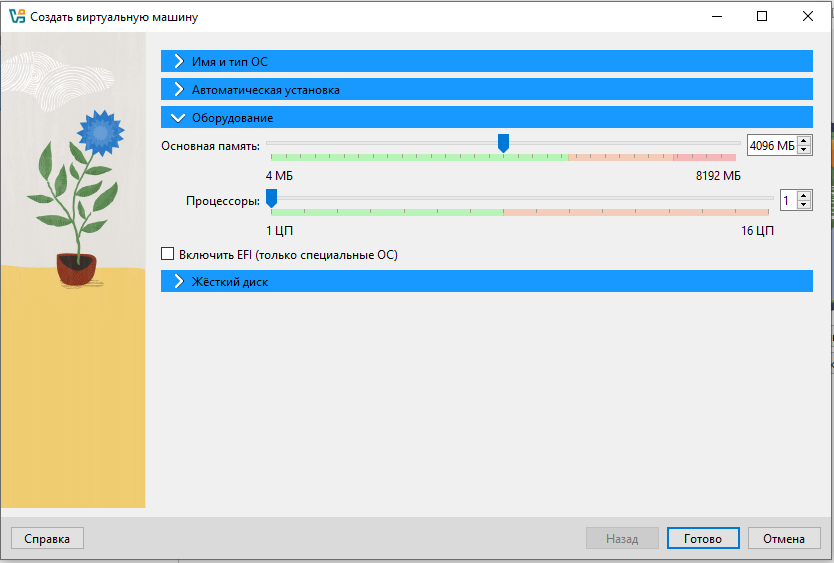 Создать виртуальную машину
Имя и тип ОС
Автоматическая установка
Оборудование
Основная память:
4096 МБ
4 МБ
8192 МБ
Процессоры:
1
1 ЦП
16 ЦП
Включить EFI (только специальные ОС)
Жёсткий диск
Справка
Назад
Готово
Отмена